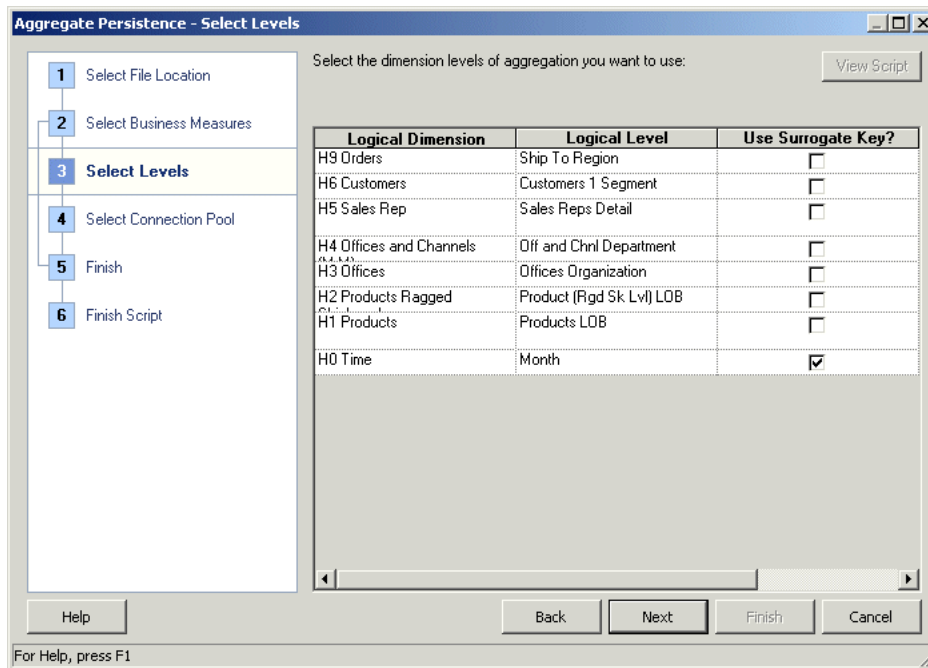 Aggregate Persistence - Select Levels
1 Select File Location
2 Select Business Measures
3 Select Levels
4 Select Connection Pool
5 Finish
6 Finish Script
Select the dimension levels of aggregation you want to use:
View Script
Logical Dimension Logical Level Use Surrogate Key?
H9 Orders Ship To Region
H6 Customers Customers 1 Segment
H5 Sales Rep Sales Reps Detail
H4 Offices and Channels Off and Chnl Department
H3 Offices Offices Organization
H2 Products Ragged Product (Rgd Sk Lvl) LOB
H1 Products Products LOB
H0 Time Month
Help Back Next Finish Cancel
For Help, press F1